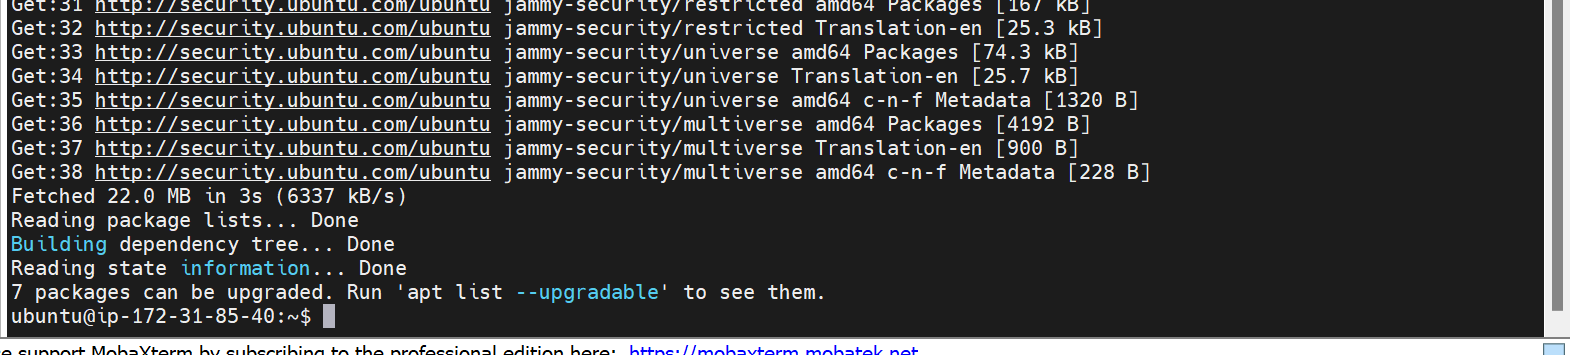 Get:31 http://security.ubuntu.com/ubuntu jammy-security/restricted amd64 Packages [167 kB]
Get:32 http://security.ubuntu.com/ubuntu jammy-security/restricted Translation-en [25.3 kB]
Get:33 http://security.ubuntu.com/ubuntu jammy-security/universe amd64 Packages [74.3 kB]
Get:34 http://security.ubuntu.com/ubuntu jammy-security/universe Translation-en [25.7 kB]
Get:35 http://security.ubuntu.com/ubuntu jammy-security/universe amd64 c-n-f Metadata [1320 B]
Get:36 http://security.ubuntu.com/ubuntu jammy-security/multiverse amd64 Packages [4192 B]
Get:37 http://security.ubuntu.com/ubuntu jammy-security/multiverse Translation-en [900 B]
Get:38 http://security.ubuntu.com/ubuntu jammy-security/multiverse amd64 c-n-f Metadata [228 B]
Fetched 22.0 MB in 3s (6337 kB/s)
Reading package lists... Done
Building dependency tree... Done
Reading state information... Done
7 packages can be upgraded. Run 'apt list --upgradable' to see them.
ubuntu@ip-172-31-85-40:~$
e support MobaXterm by subscribing to the professional edition here: https://mobaxterm.mobatek.net